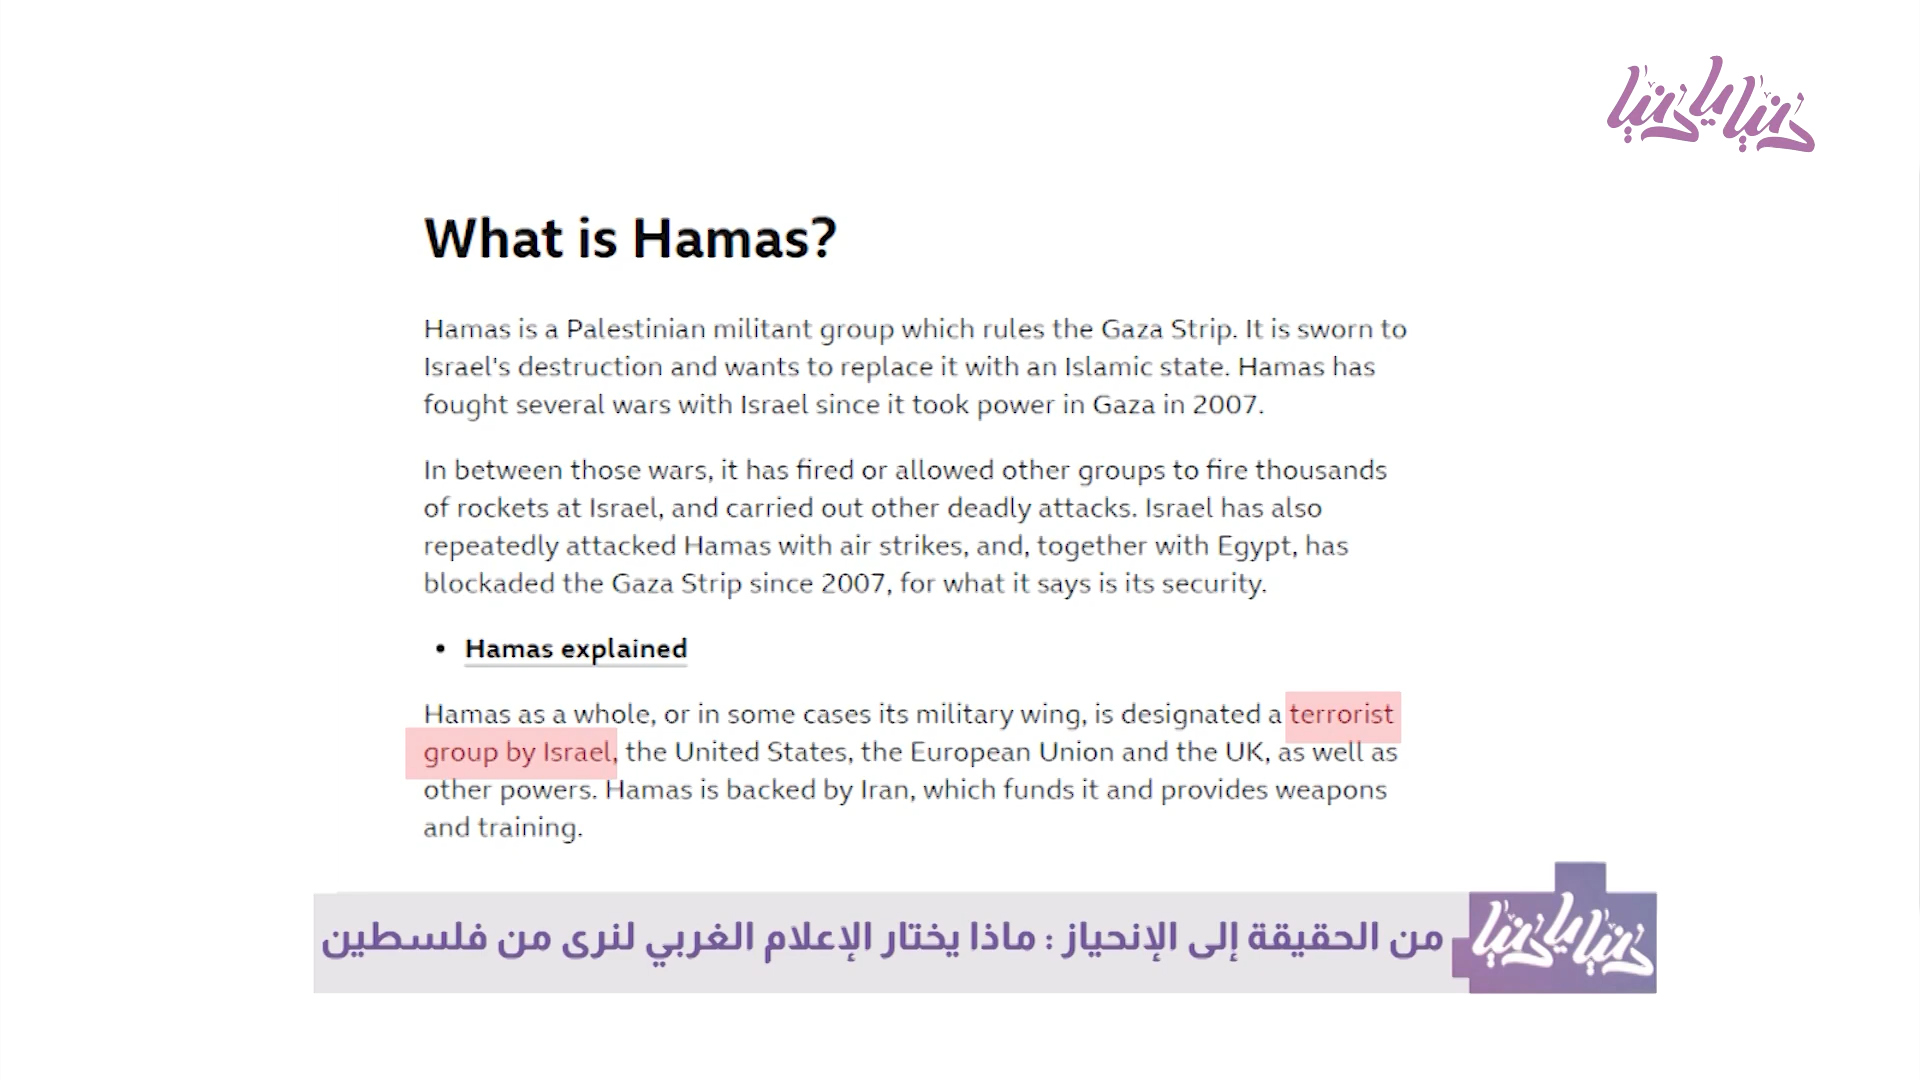 دنيا يا دنيا
What is Hamas?
Hamas is a Palestinian militant group which rules the Gaza Strip. It is sworn to
Israel's destruction and wants to replace it with an Islamic state. Hamas has
fought several wars with Israel since it took power in Gaza in 2007.
In between those wars, it has fired or allowed other groups to fire thousands
of rockets at Israel, and carried out other deadly attacks. Israel has also
repeatedly attacked Hamas with air strikes, and, together with Egypt, has
blockaded the Gaza Strip since 2007, for what it says is its security.
• Hamas explained
Hamas as a whole, or in some cases its military wing, is designated a terrorist
group by Israel, the United States, the European Union and the UK, as well as
other powers. Hamas is backed by Iran, which funds it and provides weapons
and training.
من الحقيقة إلى الإنحياز : ماذا يختار الإعلام الغربي لنرى من فلسطين
دنيا يا دنيا